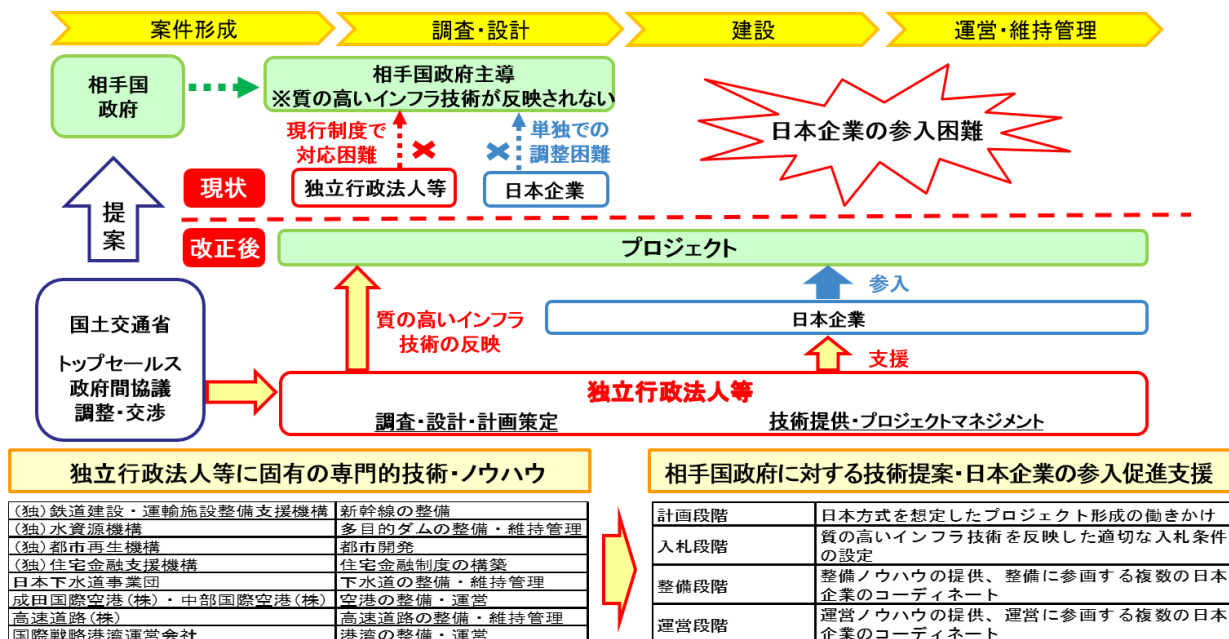 案件形成
調査・設計
建設
運営・維持管理
相手国
政府
相手国政府主導
※質の高いインフラ技術が反映されない
日本企業の参入困難
現行制度で
対応困難
単独での
調整困難
現状
独立行政法人等
日本企業
提
案
改正後
プロジェクト
国土交通省
トップセールス
政府間協議
調整・交渉
質の高いインフラ
技術の反映
参入
日本企業
支援
独立行政法人等
調査・設計・計画策定
技術提供・プロジェクトマネジメント
独立行政法人等に固有の専門的技術・ノウハウ
(独)鉄道建設・運輸施設整備支援機構 新幹線の整備
(独)水資源機構 多目的ダムの整備・維持管理
(独)都市再生機構 都市開発
(独)住宅金融支援機構 住宅金融制度の構築
日本下水道事業団 下水道の整備・維持管理
成田国際空港(株)・中部国際空港(株) 空港の整備・運営
高速道路(株) 高速道路の整備・維持管理
国際戦略港湾運営会社 港湾の整備・運営
相手国政府に対する技術提案・日本企業の参入促進支援
計画段階 日本方式を想定したプロジェクト形成の働きかけ
入札段階 質の高いインフラ技術を反映した適切な入札条件
の設定
整備段階 整備ノウハウの提供、整備に参画する複数の日本
企業のコーディネート
運営段階 運営ノウハウの提供、運営に参画する複数の日本
企業のコーディネート